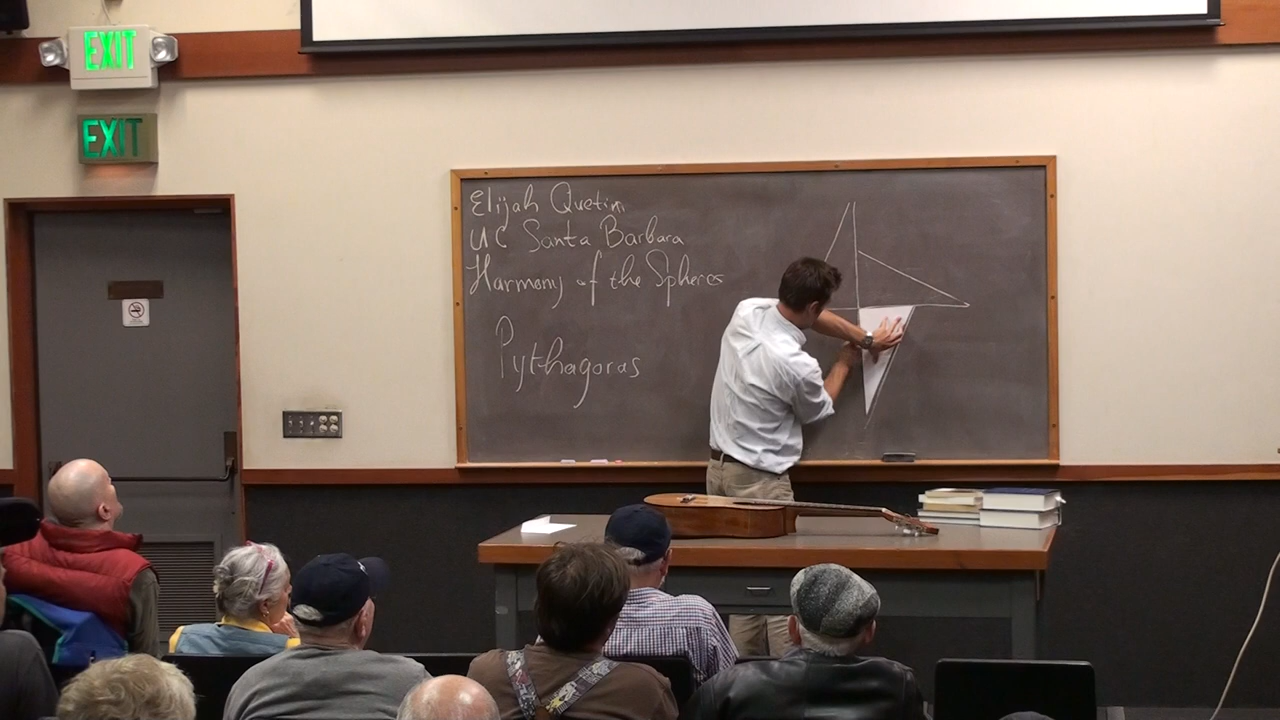 EXIT
EXIT
Elijah Quetin
UC Santa Barbara
Harmony of the Spheres
Pythagoras